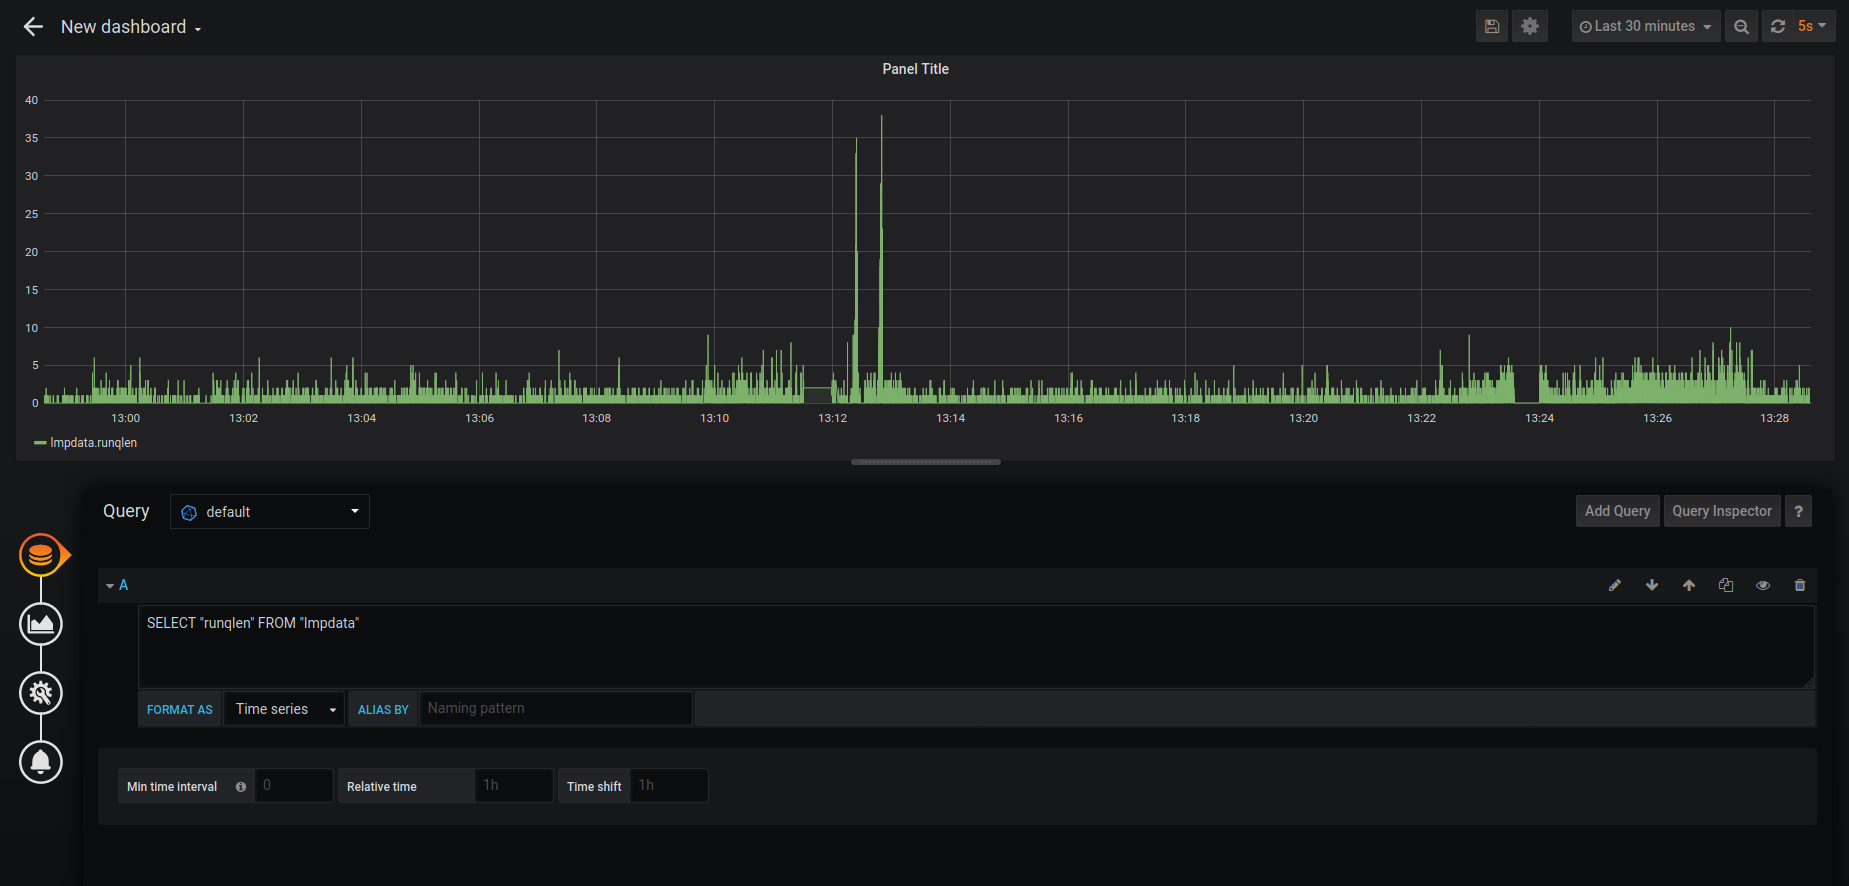 New dashboard
Last 30 minutes
5s
Panel Title
40
35
30
25
20
15
10
5
0
13:00 13:02 13:04 13:06 13:08 13:10 13:12 13:14 13:16 13:18 13:20 13:22 13:24 13:26 13:28
lmpdata.runqlen
Query default Add Query Query Inspector ?
A
SELECT "runqlen" FROM "lmpdata"
FORMAT AS Time series ALIAS BY Naming pattern
Min time interval 0 Relative time 1h Time shift 1h